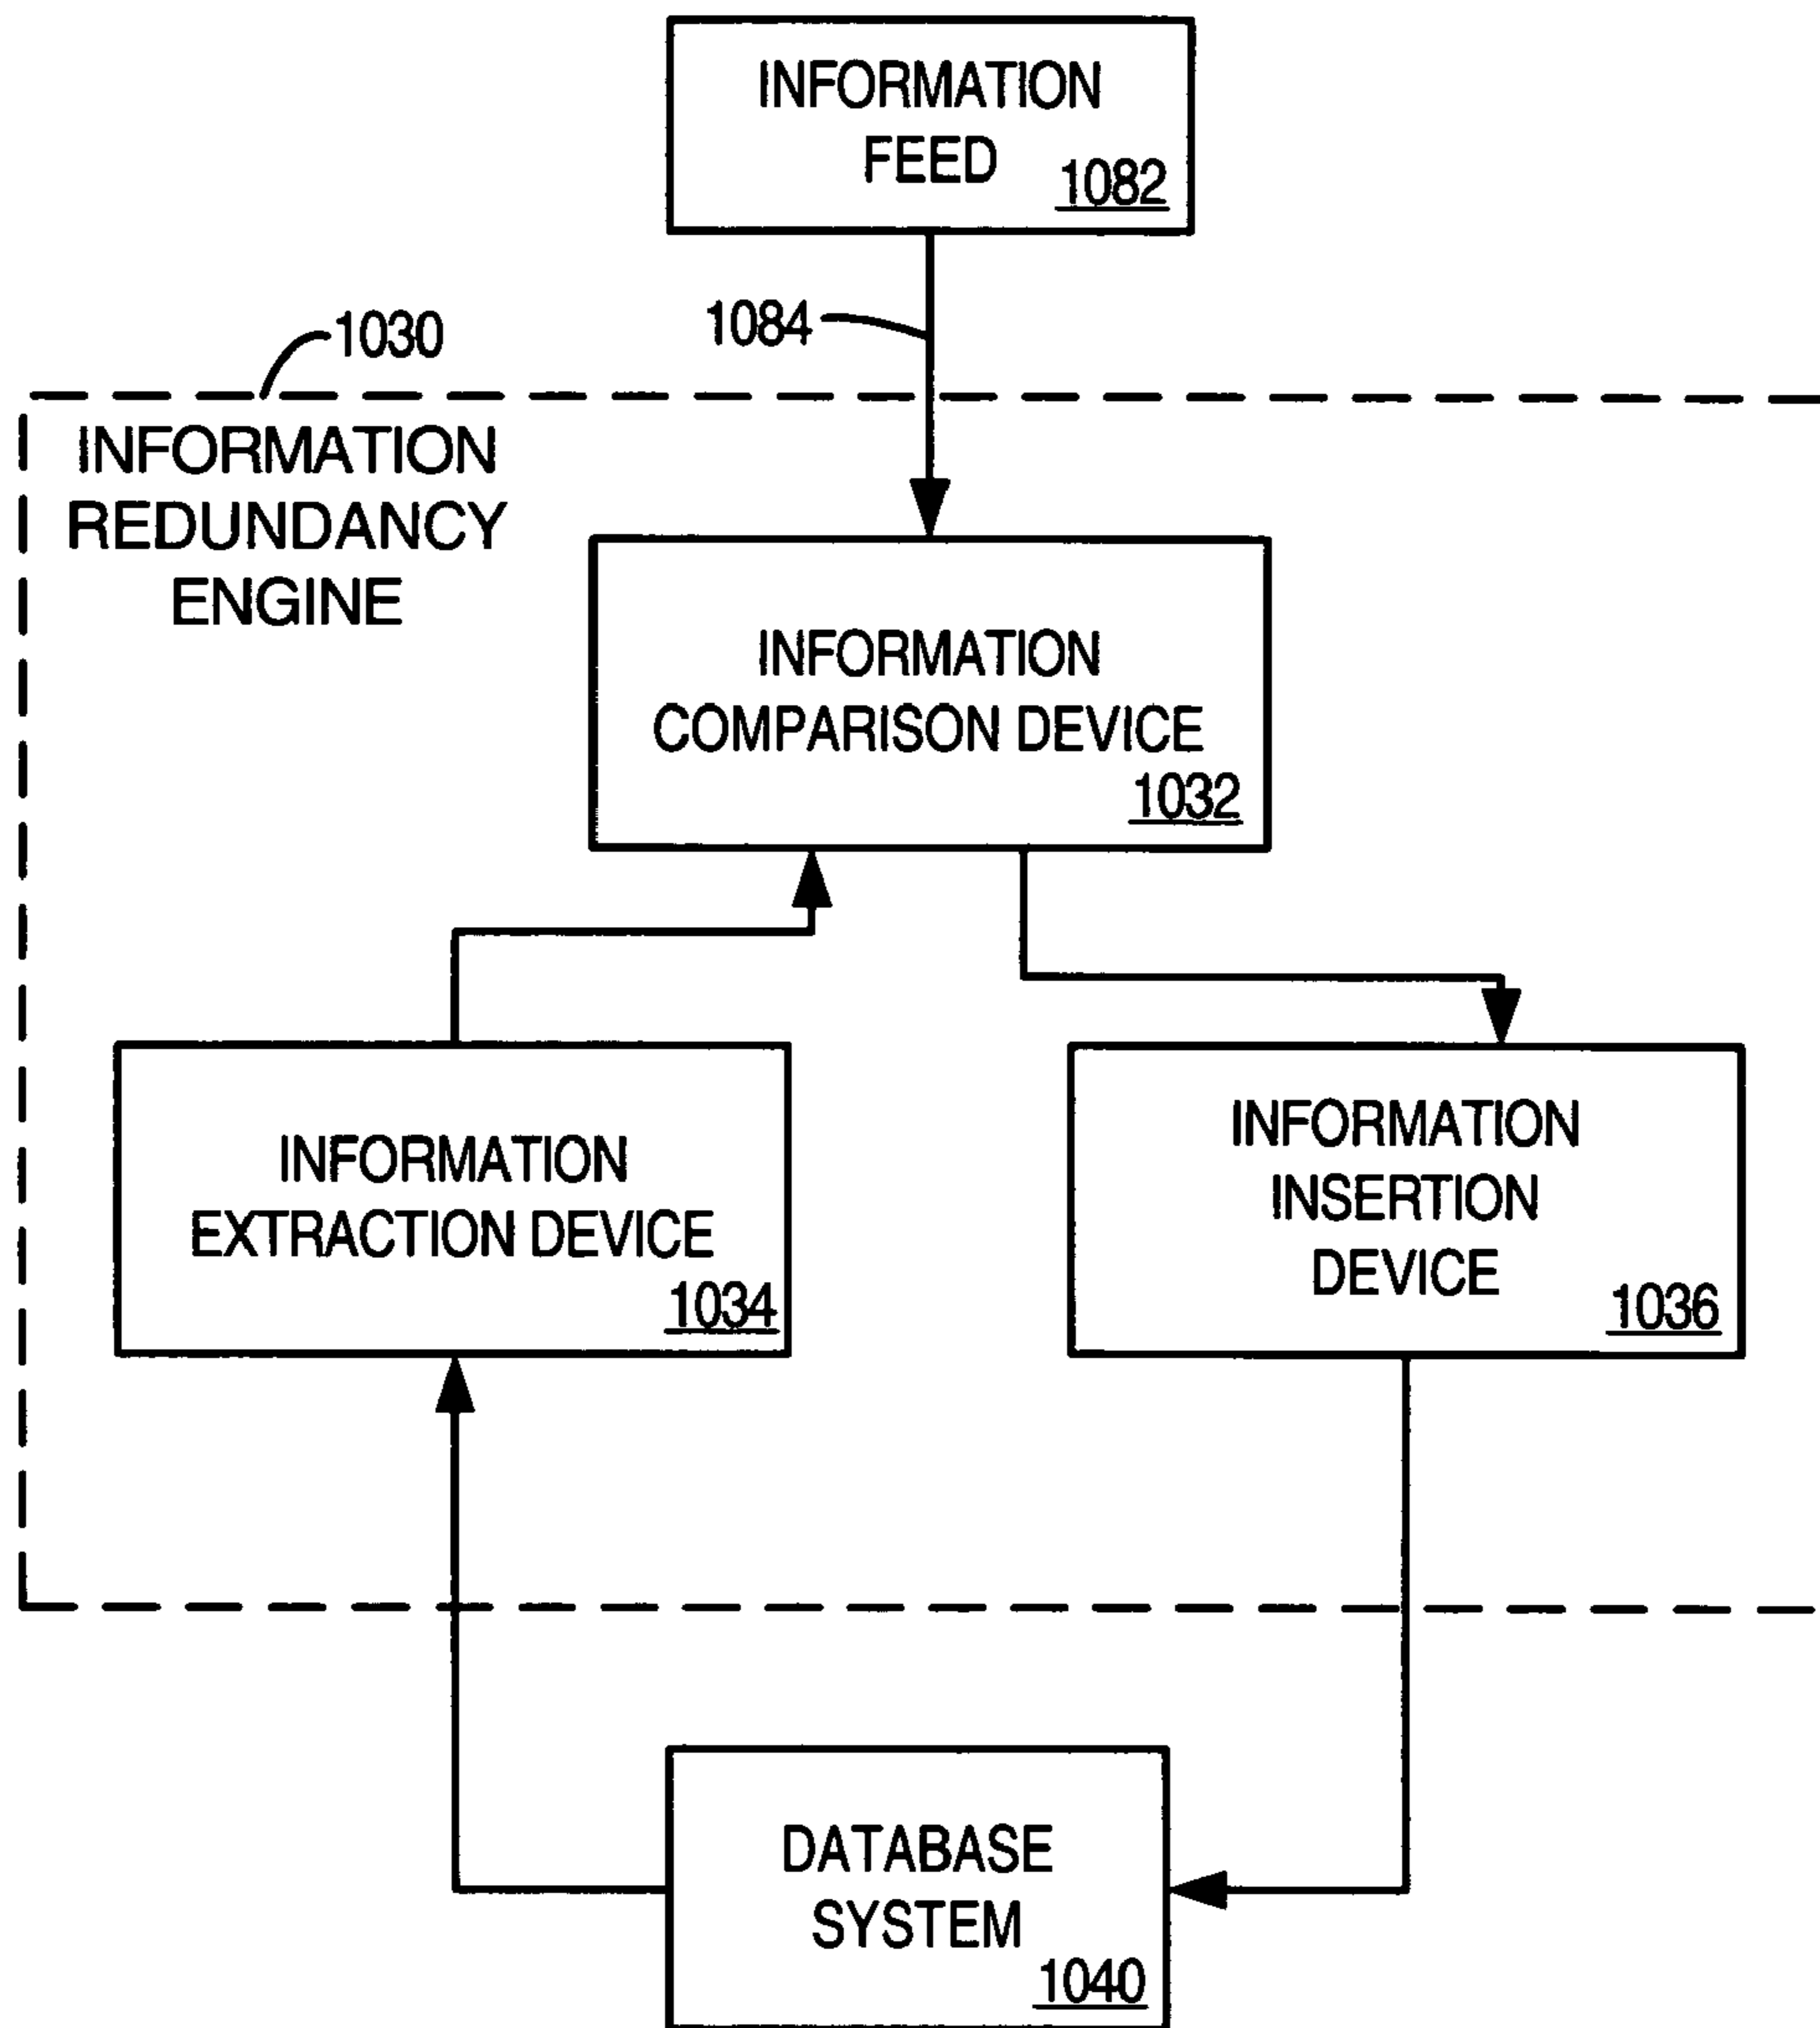 INFORMATION
FEED
1082
1084
1030
INFORMATION
REDUNDANCY
ENGINE
INFORMATION
COMPARISON DEVICE
1032
INFORMATION
EXTRACTION DEVICE
1034
INFORMATION
INSERTION
DEVICE
1036
DATABASE
SYSTEM
1040